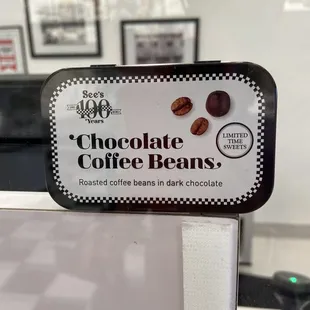 See's
100
Years
Chocolate
Coffee Beans
Roasted coffee beans in dark chocolate
LIMITED
TIME
SWEETS